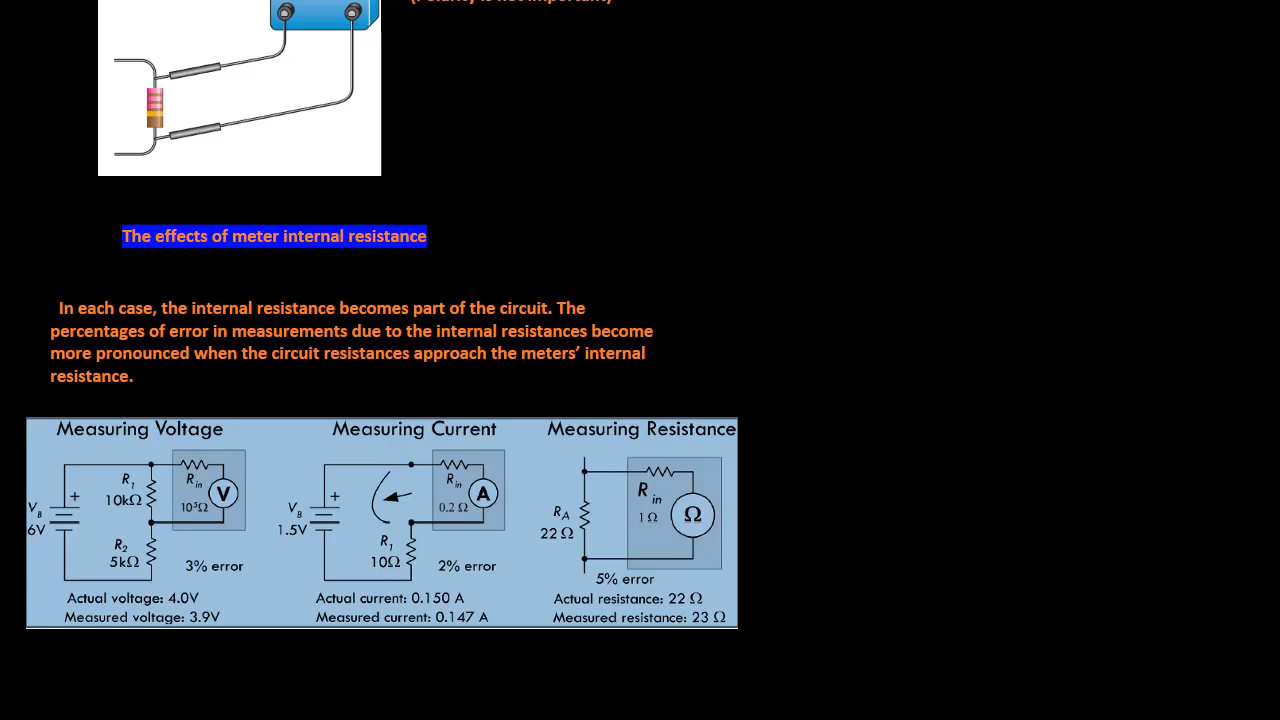 (Polarity is not important)
The effects of meter internal resistance
In each case, the internal resistance becomes part of the circuit. The
percentages of error in measurements due to the internal resistances become
more pronounced when the circuit resistances approach the meters’ internal
resistance.
Measuring Voltage
R1
10kΩ
Rin
10⁵Ω
V
+
VB
6V
R2
5kΩ
3% error
Actual voltage: 4.0V
Measured voltage: 3.9V
Measuring Current
Rin
0.2 Ω
A
+
VB
1.5V
R1
10Ω
2% error
Actual current: 0.150 A
Measured current: 0.147 A
Measuring Resistance
Rin
1 Ω
Ω
RA
22 Ω
5% error
Actual resistance: 22 Ω
Measured resistance: 23 Ω